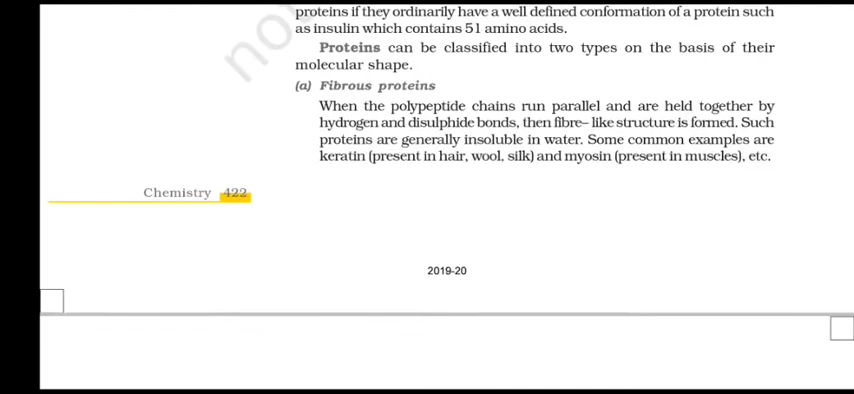 proteins if they ordinarily have a well defined conformation of a protein such
as insulin which contains 51 amino acids.
Proteins can be classified into two types on the basis of their
molecular shape.
(a) Fibrous proteins
When the polypeptide chains run parallel and are held together by
hydrogen and disulphide bonds, then fibre– like structure is formed. Such
proteins are generally insoluble in water. Some common examples are
keratin (present in hair, wool, silk) and myosin (present in muscles), etc.
Chemistry 422
2019-20